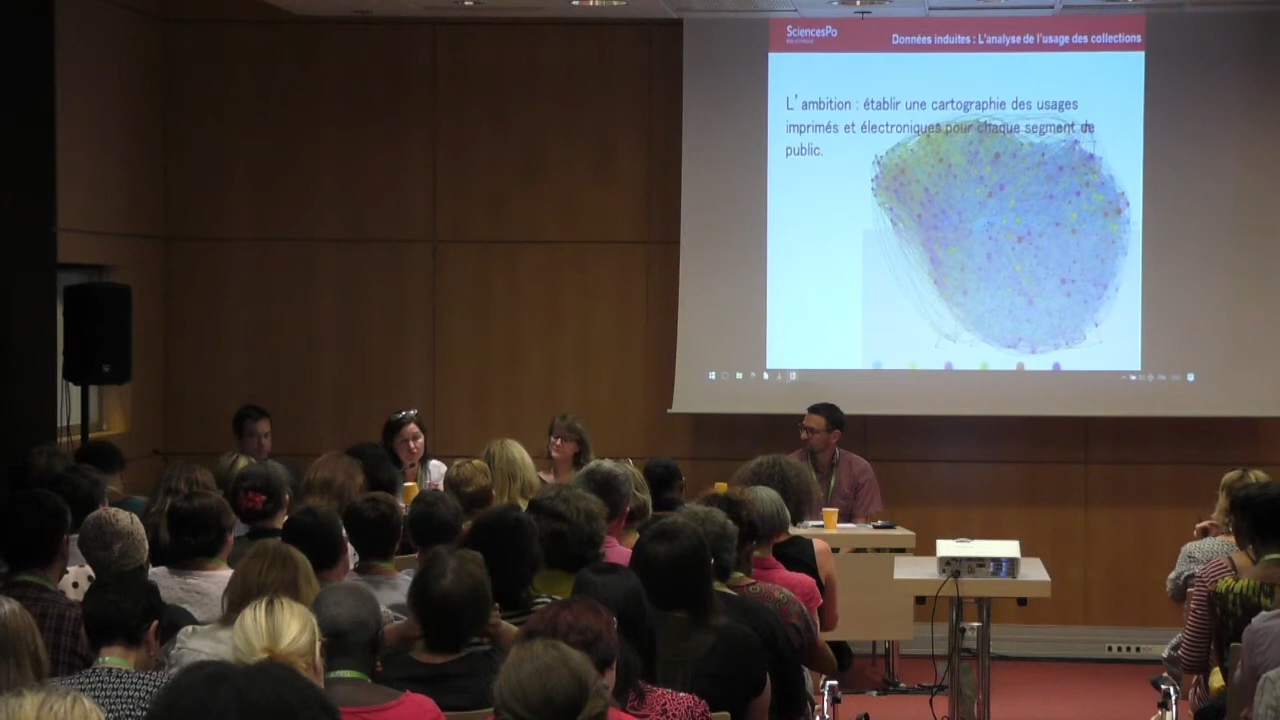 SciencesPo
Données induites : L'analyse de l'usage des collections
L'ambition : établir une cartographie des usages
imprimés et électroniques pour chaque segment de
public.